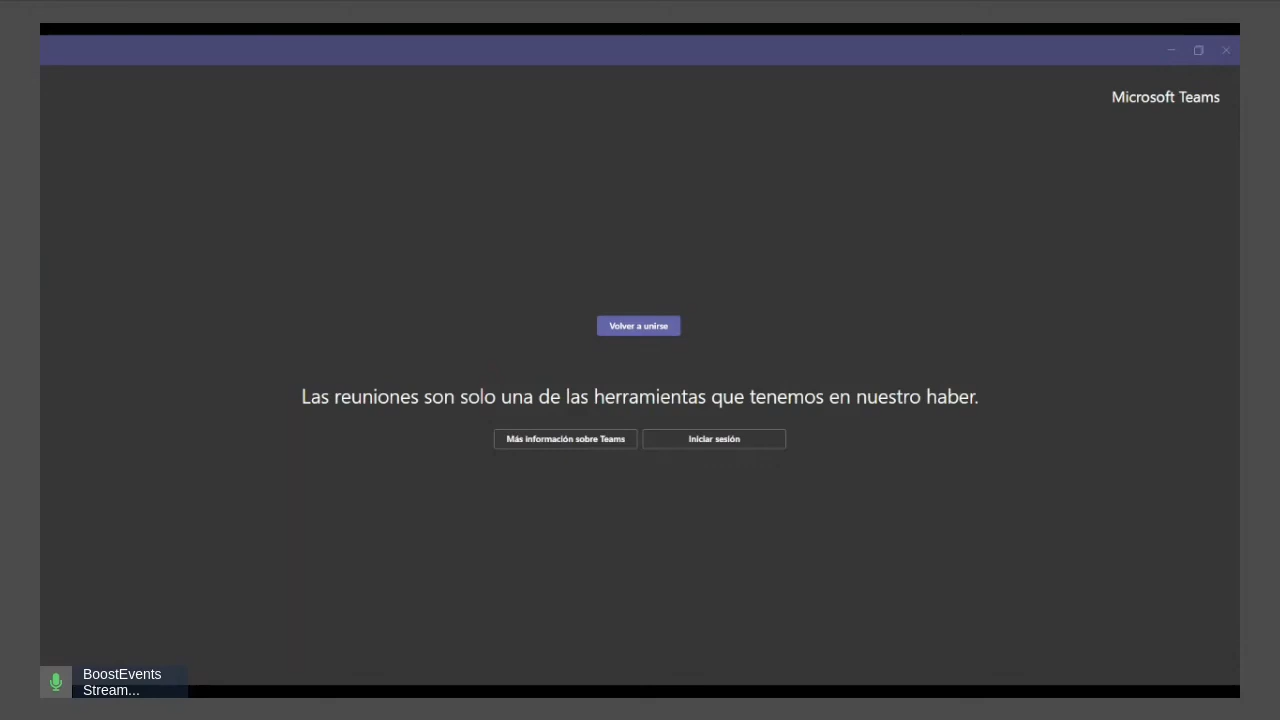 Microsoft Teams
Volver a unirse
Las reuniones son solo una de las herramientas que tenemos en nuestro haber.
Más información sobre Teams
Iniciar sesión
BoostEvents
Stream...